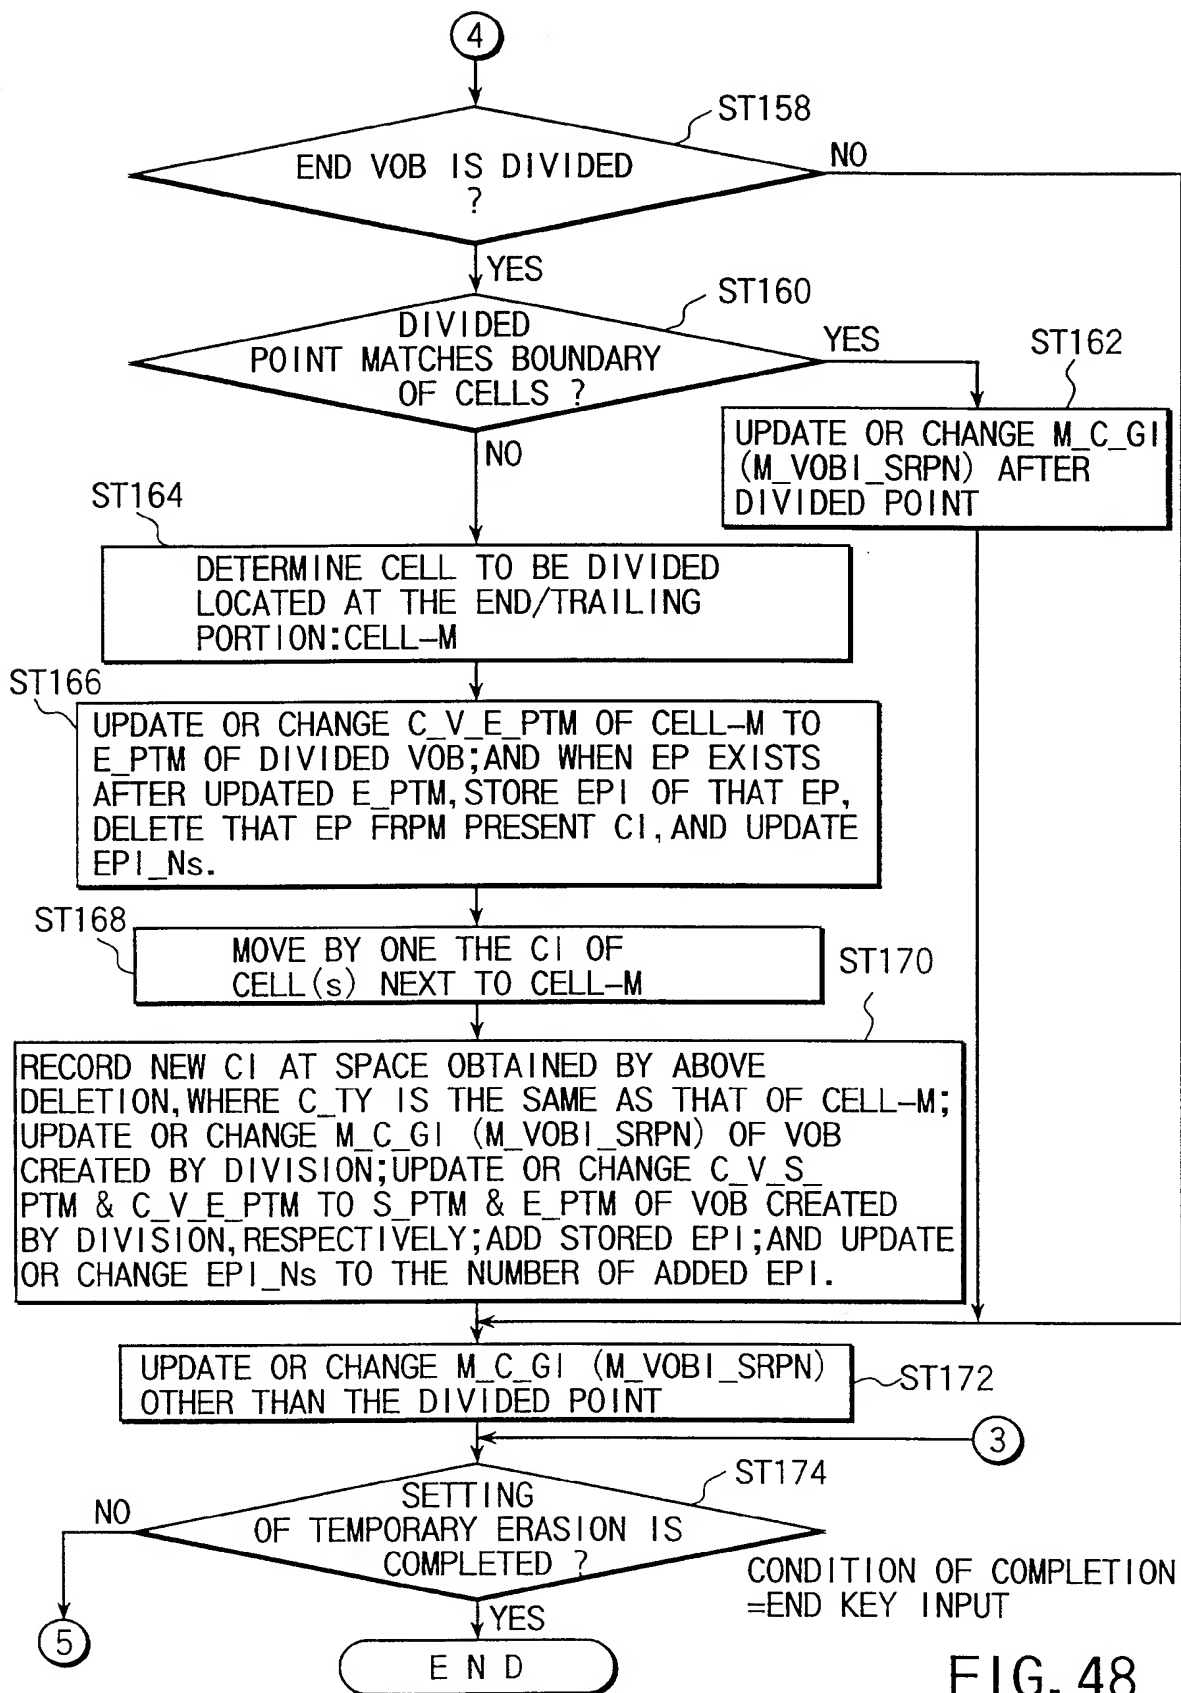 4
ST158
END VOB IS DIVIDED
?
NO
YES
ST160
DIVIDED
POINT MATCHES BOUNDARY
OF CELLS ?
YES
ST162
UPDATE OR CHANGE M_C_GI
(M_VOBI_SRPN) AFTER
DIVIDED POINT
NO
ST164
DETERMINE CELL TO BE DIVIDED
LOCATED AT THE END/TRAILING
PORTION:CELL-M
ST166
UPDATE OR CHANGE C_V_E_PTM OF CELL-M TO
E_PTM OF DIVIDED VOB;AND WHEN EP EXISTS
AFTER UPDATED E_PTM,STORE EPI OF THAT EP,
DELETE THAT EP FRPM PRESENT CI,AND UPDATE
EPI_Ns.
ST168
MOVE BY ONE THE CI OF
CELL(s) NEXT TO CELL-M
ST170
RECORD NEW CI AT SPACE OBTAINED BY ABOVE
DELETION,WHERE C_TY IS THE SAME AS THAT OF CELL-M;
UPDATE OR CHANGE M_C_GI (M_VOBI_SRPN) OF VOB
CREATED BY DIVISION;UPDATE OR CHANGE C_V_S_
PTM & C_V_E_PTM TO S_PTM & E_PTM OF VOB CREATED
BY DIVISION,RESPECTIVELY;ADD STORED EPI;AND UPDATE
OR CHANGE EPI_Ns TO THE NUMBER OF ADDED EPI.
UPDATE OR CHANGE M_C_GI (M_VOBI_SRPN)
OTHER THAN THE DIVIDED POINT
ST172
3
ST174
SETTING
OF TEMPORARY ERASION IS
COMPLETED ?
NO
CONDITION OF COMPLETION
=END KEY INPUT
YES
5
END
FIG. 48